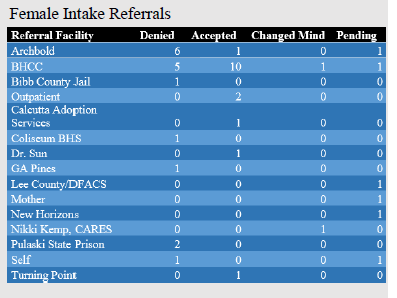 Female Intake Referrals
Referral Facility Denied Accepted Changed Mind Pending
Archbold 6 1 0 1
BHCC 5 10 1 1
Bibb County Jail 1 0 0 0
Outpatient 0 2 0 0
Calcutta Adoption
Services 0 1 0 0
Coliseum BHS 1 0 0 0
Dr. Sun 0 1 0 0
GA Pines 1 0 0 0
Lee County/DFACS 0 0 0 1
Mother 0 0 0 1
New Horizons 0 0 0 1
Nikki Kemp, CARES 0 0 1 0
Pulaski State Prison 2 0 0 0
Self 1 0 0 1
Turning Point 0 1 0 0